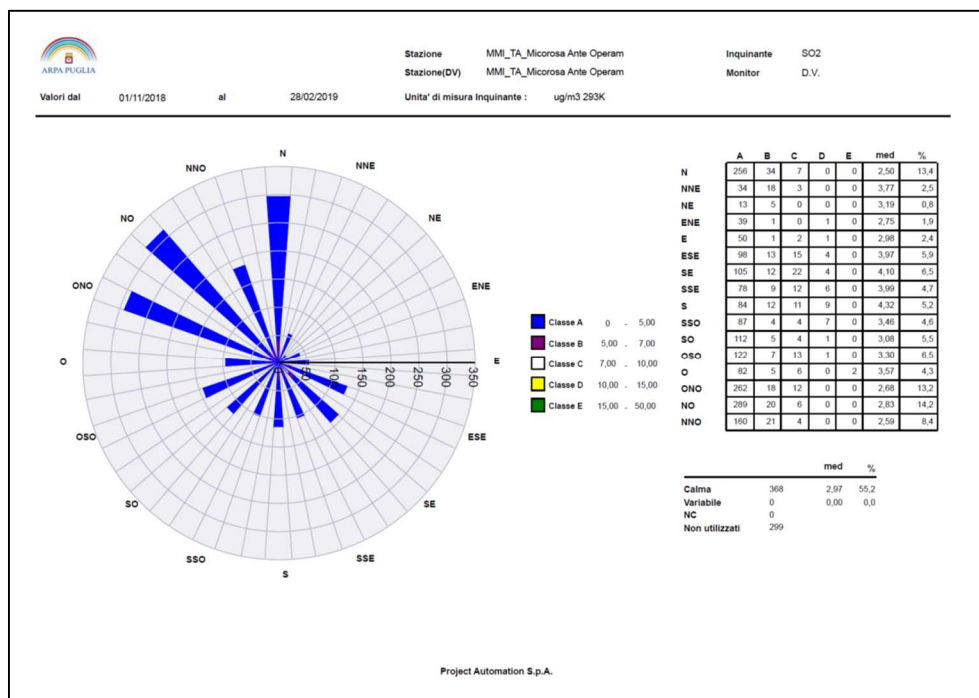 ARPA PUGLIA
Stazione MMI_TA_Micorosa Ante Operam Inquinante SO2
Stazione(DV) MMI_TA_Micorosa Ante Operam Monitor D.V.
Valori dal 01/11/2018 al 28/02/2019 Unita' di misura Inquinante : ug/m3 293K
N
NNE
NE
ENE
E
ESE
SE
SSE
S
SSO
SO
OSO
O
ONO
NO
NNO
0 50 100 150 200 250 300 350
Classe A 0 - 5,00
Classe B 5,00 - 7,00
Classe C 7,00 - 10,00
Classe D 10,00 - 15,00
Classe E 15,00 - 50,00
A B C D E med %
N 256 34 7 0 0 2,50 13,4
NNE 34 18 3 0 0 3,77 2,5
NE 13 5 0 0 0 3,19 0,8
ENE 39 1 0 1 0 2,75 1,9
E 50 1 2 1 0 2,98 2,4
ESE 98 13 15 4 0 3,97 5,9
SE 105 12 22 4 0 4,10 6,5
SSE 78 9 12 6 0 3,99 4,7
S 84 12 11 9 0 4,32 5,2
SSO 87 4 4 7 0 3,46 4,6
SO 112 5 4 1 0 3,08 5,5
OSO 122 7 13 1 0 3,30 6,5
O 82 5 6 0 2 3,57 4,3
ONO 262 18 12 0 0 2,68 13,2
NO 289 20 6 0 0 2,83 14,2
NNO 160 21 4 0 0 2,59 8,4
med %
Calma 368 2,97 55,2
Variabile 0 0,00 0,0
NC 0
Non utilizzati 299
Project Automation S.p.A.